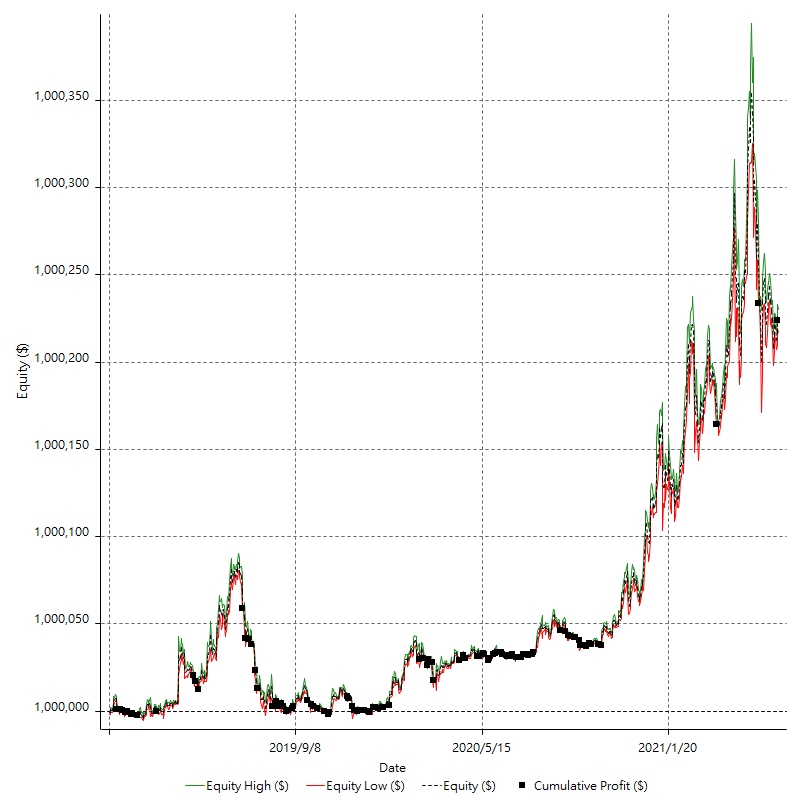 1,000,350
1,000,300
1,000,250
1,000,200
1,000,150
1,000,100
1,000,050
1,000,000
Equity ($)
2019/9/8
2020/5/15
2021/1/20
Date
Equity High ($)
Equity Low ($)
Equity ($)
Cumulative Profit ($)